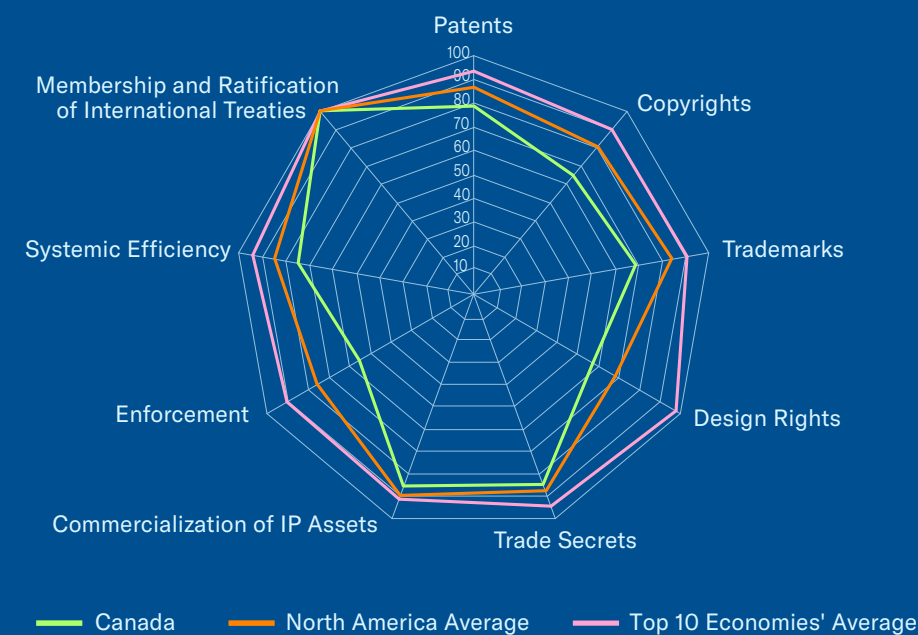 Patents
100
90
80
70
60
50
40
30
20
10
Membership and Ratification
of International Treaties
Copyrights
Systemic Efficiency
Trademarks
Enforcement
Design Rights
Commercialization of IP Assets
Trade Secrets
Canada
North America Average
Top 10 Economies' Average